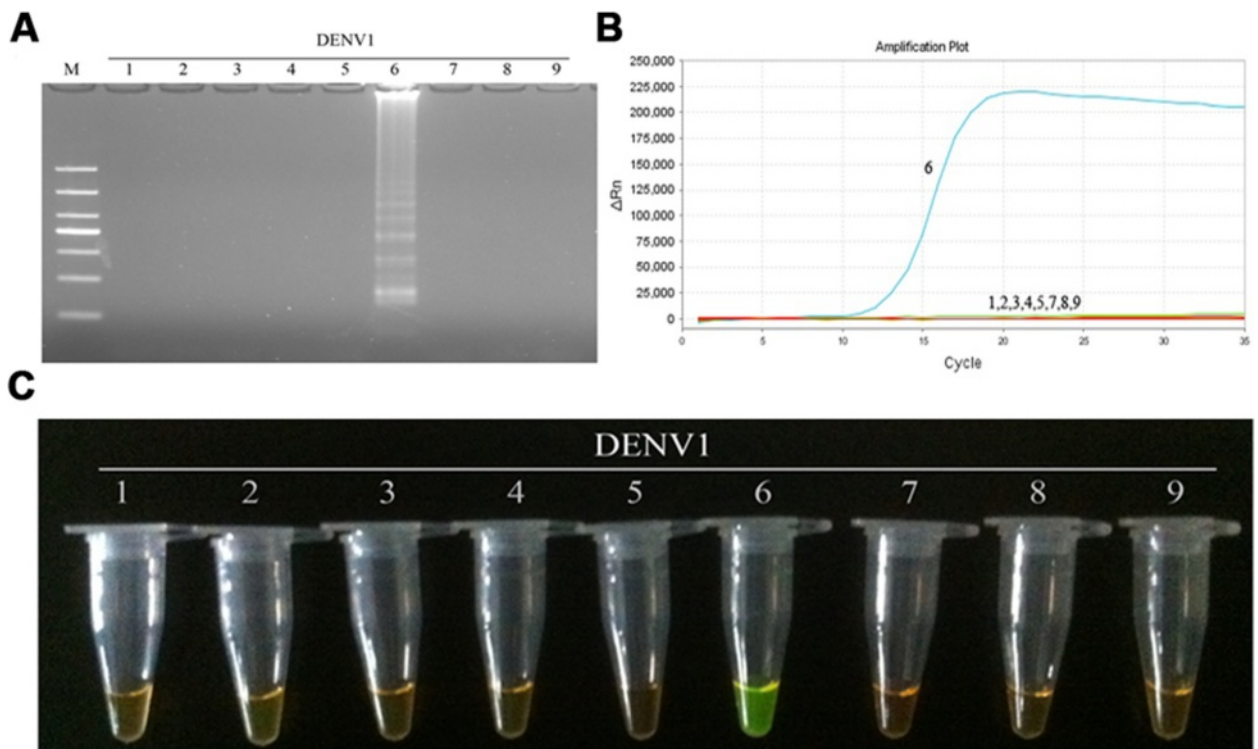 A
DENV1
M 1 2 3 4 5 6 7 8 9
B
Amplification Plot
250,000
225,000
200,000
175,000
150,000
125,000
100,000
75,000
50,000
25,000
0
ΔRn
6
1,2,3,4,5,7,8,9
0 5 10 15 20 25 30 35
Cycle
C
DENV1
1 2 3 4 5 6 7 8 9